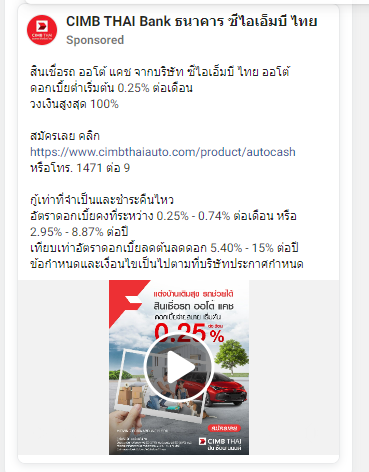 CIMB THAI Bank ธนาคาร ซีไอเอ็มบี ไทย
Sponsored
CIMB THAI
สินเชื่อรถ ออโต้ แคช จากบริษัท ซีไอเอ็มบี ไทย ออโต้
ดอกเบี้ยต่ำเริ่มต้น 0.25% ต่อเดือน
วงเงินสูงสุด 100%
สมัครเลย คลิก
https://www.cimbthaiauto.com/product/autocash
หรือโทร. 1471 ต่อ 9
กู้เท่าที่จำเป็นและชำระคืนไหว
อัตราดอกเบี้ยคงที่ระหว่าง 0.25% - 0.74% ต่อเดือน หรือ
2.95% - 8.87% ต่อปี
เทียบเท่าอัตราดอกเบี้ยลดต้นลดดอก 5.40% - 15% ต่อปี
ข้อกำหนดและเงื่อนไขเป็นไปตามที่บริษัทประกาศกำหนด
แต่งบ้านเติมสุข รถช่วยได้
สินเชื่อรถ ออโต้ แคช
ดอกเบี้ยจ่ายสบาย เริ่มต้น
0.25%
ต่อเดือน
สมัครเลย
CIMB THAI